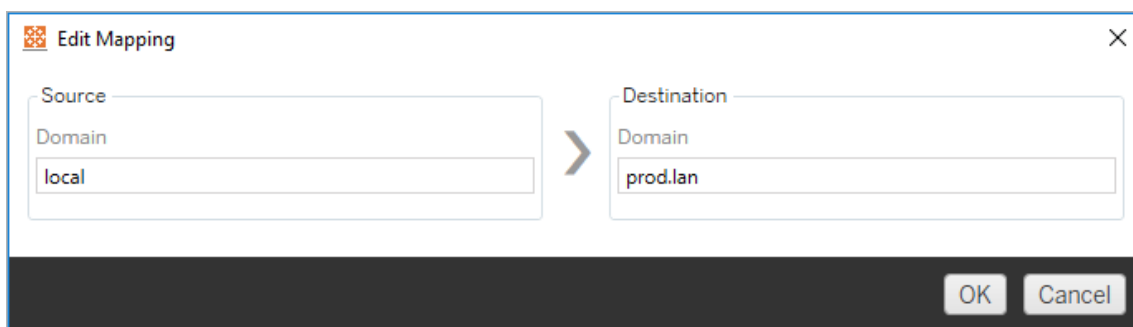 Edit Mapping
Source
Domain
local
Destination
Domain
prod.lan
OK
Cancel